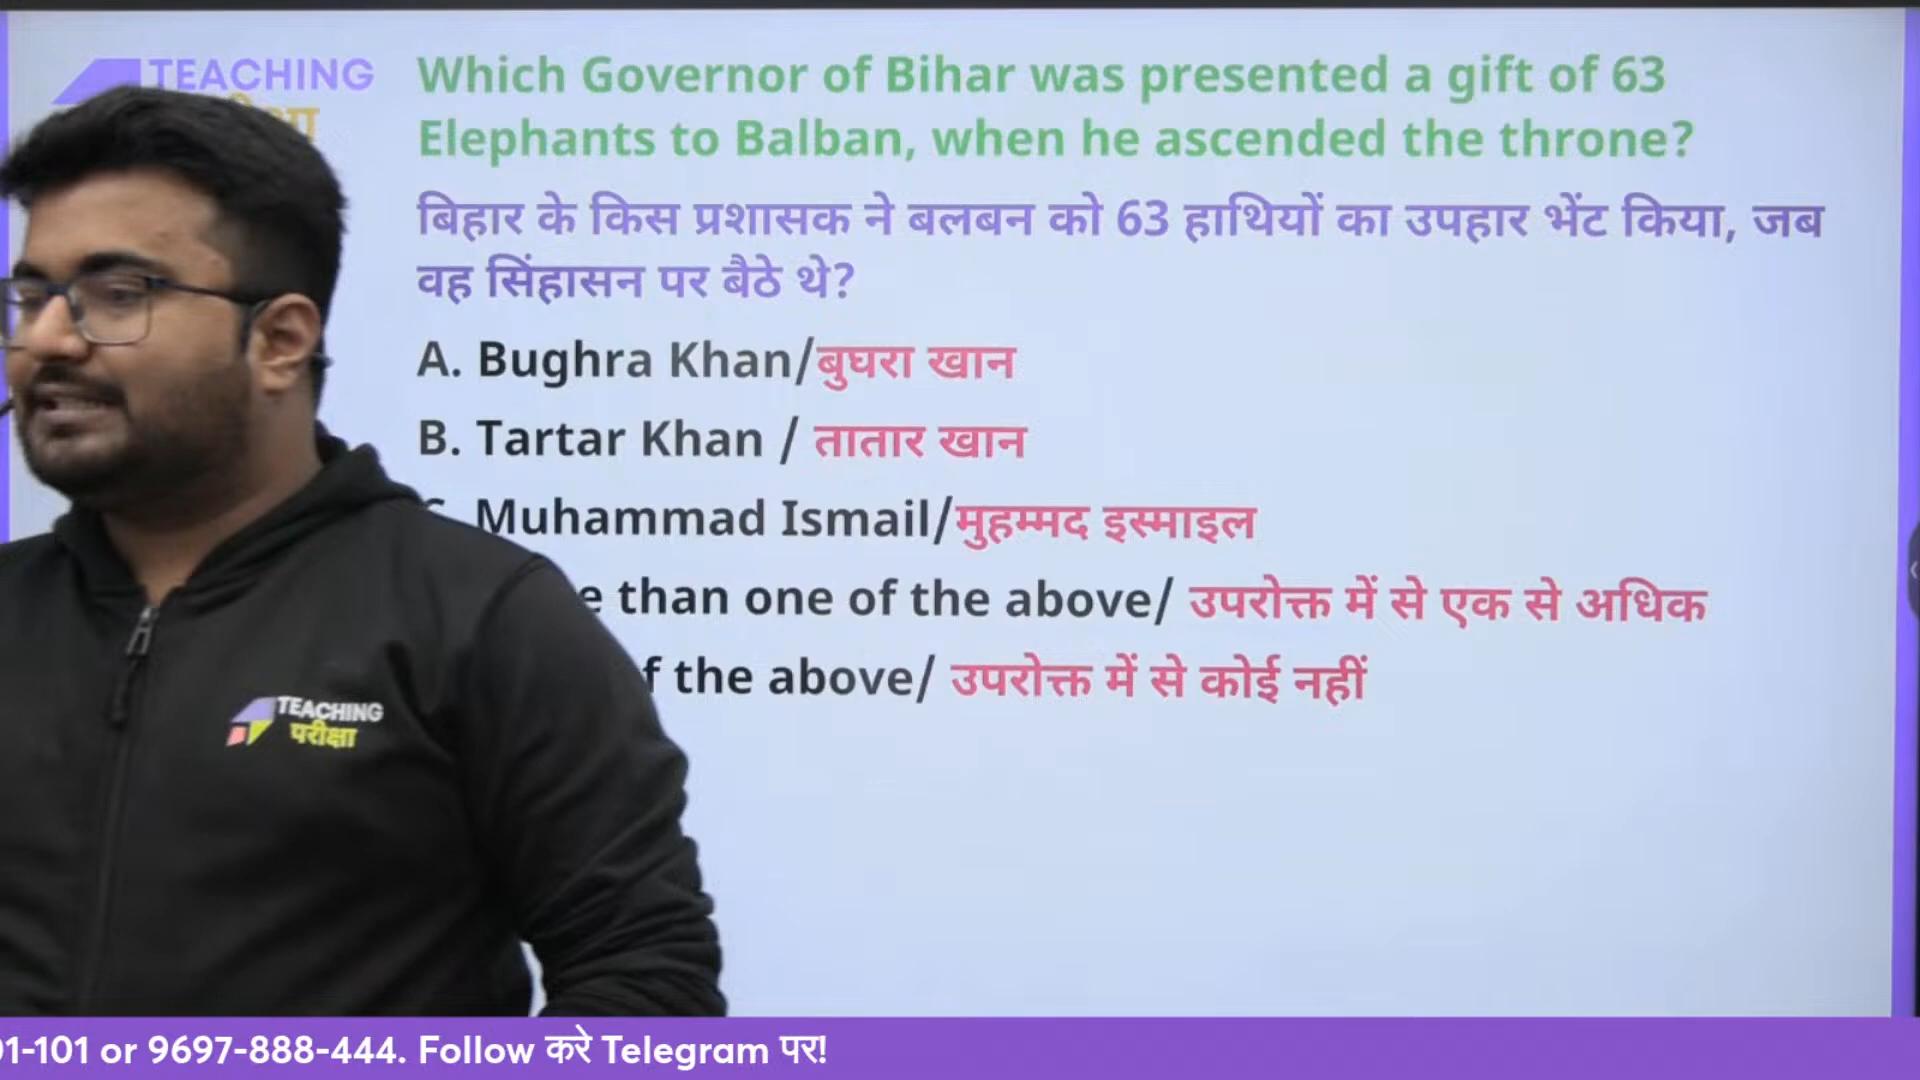 TEACHING
Which Governor of Bihar was presented a gift of 63
Elephants to Balban, when he ascended the throne?
बिहार के किस प्रशासक ने बलबन को 63 हाथियों का उपहार भेंट किया, जब
वह सिंहासन पर बैठे थे?
A. Bughra Khan/बुघरा खान
B. Tartar Khan / तातार खान
Muhammad Ismail/मुहम्मद इस्माइल
than one of the above/ उपरोक्त में से एक से अधिक
the above/ उपरोक्त में से कोई नहीं
TEACHING
परीक्षा
1-101 or 9697-888-444. Follow करे Telegram पर!